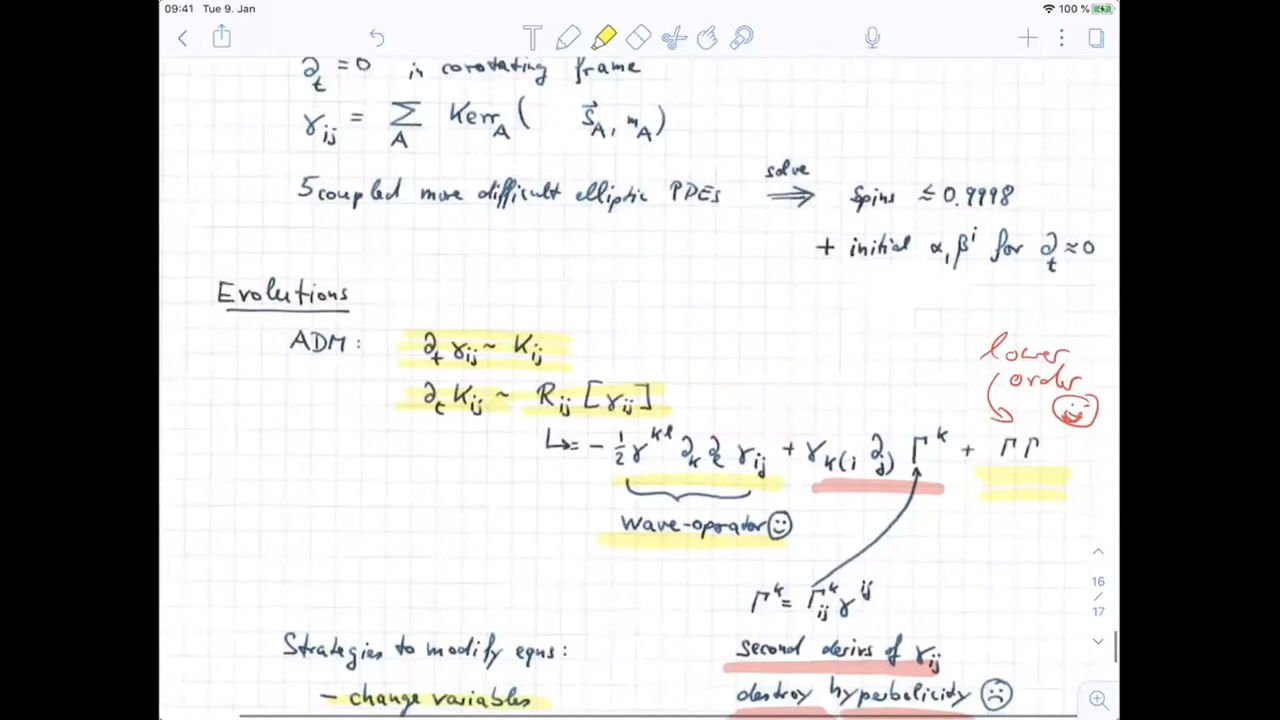 09:41 Tue 9. Jan 100 %
∂_t = 0 in corotating frame
γ_ij = Σ_A Kerr_A ( S⃗_A, m_A)
5 coupled more difficult elliptic PDEs ⟹ solve Spins ≲ 0.9998
+ initial α, β^i for ∂_t ≈ 0
Evolutions
ADM: ∂_t γ_ij ~ K_ij
∂_t K_ij ~ R_ij [γ_ij]
lower
order
↳ = - 1/2 γ^kl ∂_k ∂_l γ_ij + γ_k(i ∂_j) Γ^k + ΓΓ
wave-operator
Γ^k = Γ^k_ij γ^ij
Strategies to modify eqns:
second derivs of γ_ij
- change variables
destroy hyperbolicity
16
/
17